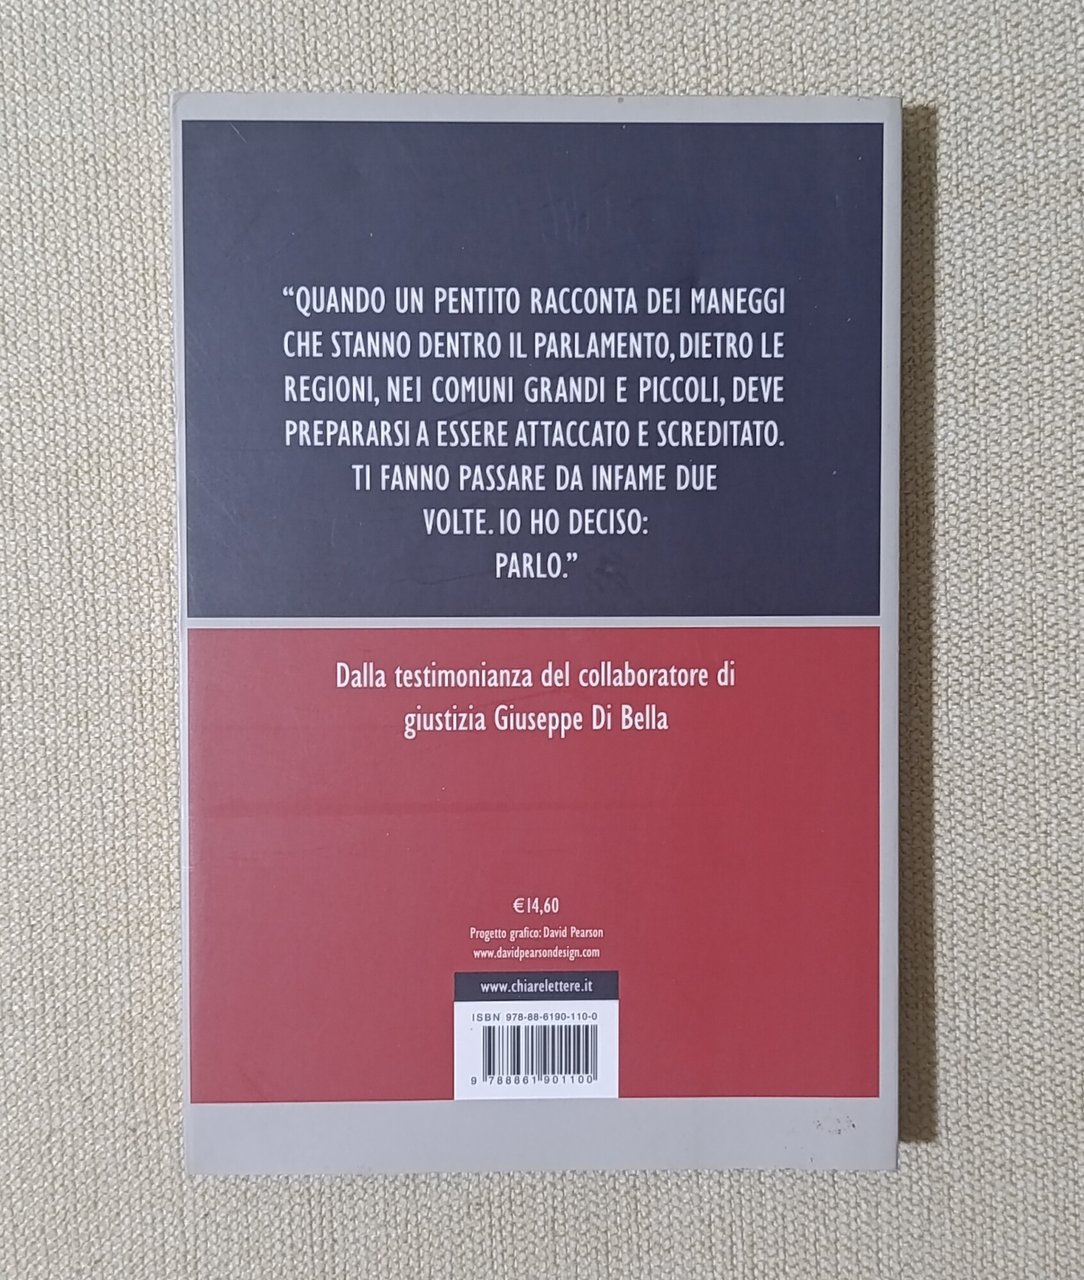 “QUANDO UN PENTITO RACCONTA DEI MANEGGI
CHE STANNO DENTRO IL PARLAMENTO, DIETRO LE
REGIONI, NEI COMUNI GRANDI E PICCOLI, DEVE
PREPARARSI A ESSERE ATTACCATO E SCREDITATO.
TI FANNO PASSARE DA INFAME DUE
VOLTE. IO HO DECISO:
PARLO.”
Dalla testimonianza del collaboratore di
giustizia Giuseppe Di Bella
€ 14,60
Progetto grafico: David Pearson
www.davidpearsondesign.com
www.chiarelettere.it
ISBN 978-88-6190-110-0
9 788861 901100